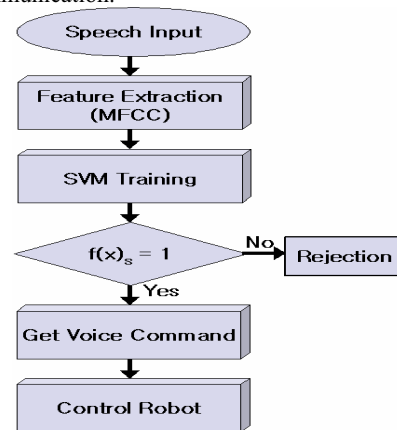 Speech Input
Feature Extraction
(MFCC)
SVM Training
f(x)s = 1
No
Rejection
Yes
Get Voice Command
Control Robot